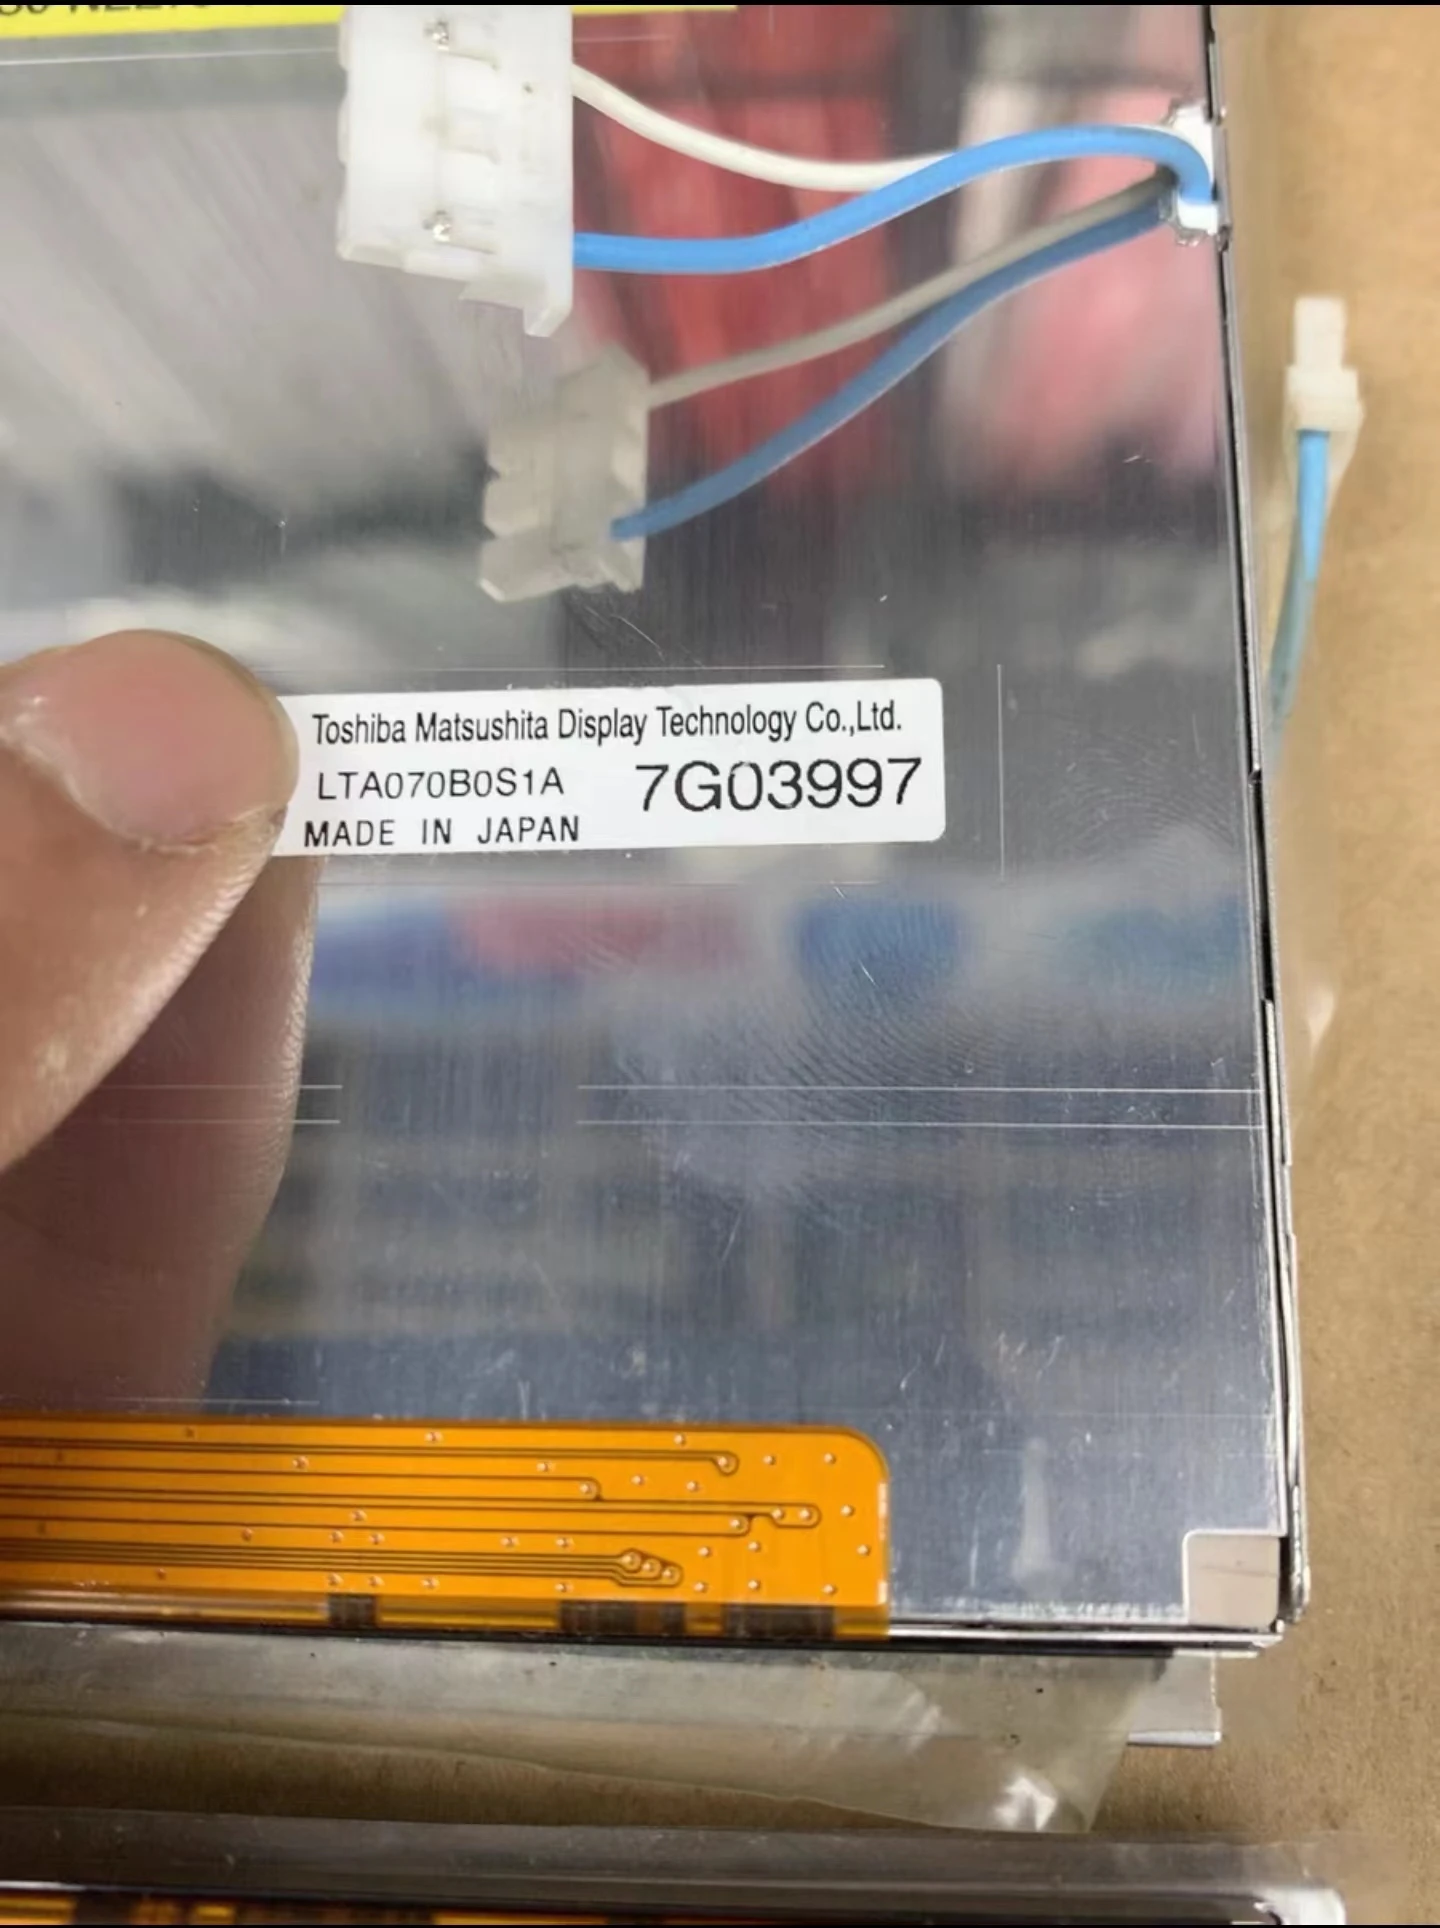 Toshiba Matsushita Display Technology Co.,Ltd.
LTA070B0S1A 7G03997
MADE IN JAPAN